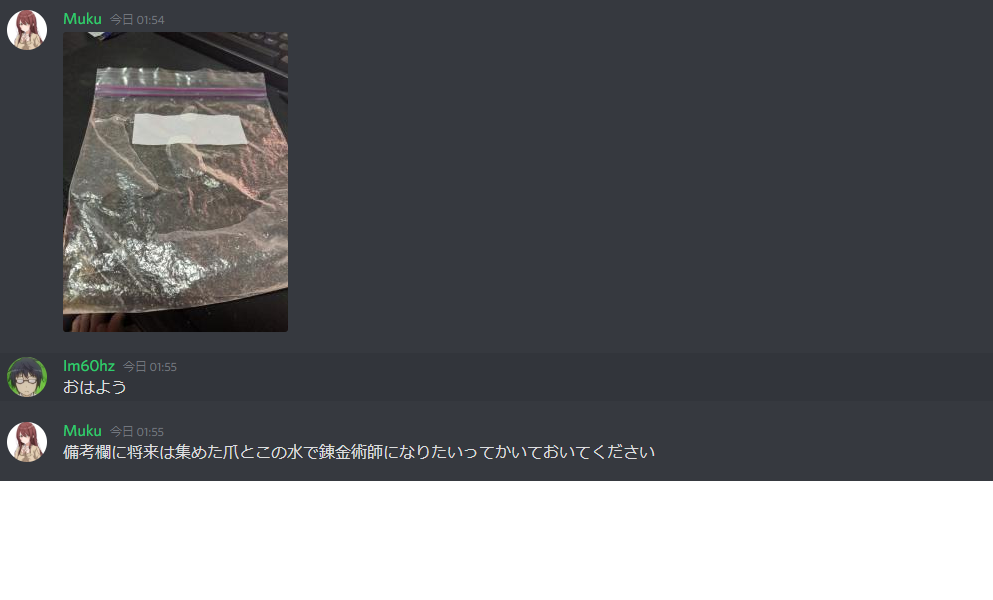 Muku 今日 01:54
Im60hz 今日 01:55
おはよう
Muku 今日 01:55
備考欄に将来は集めた爪とこの水で錬金術師になりたいってかいておいてください